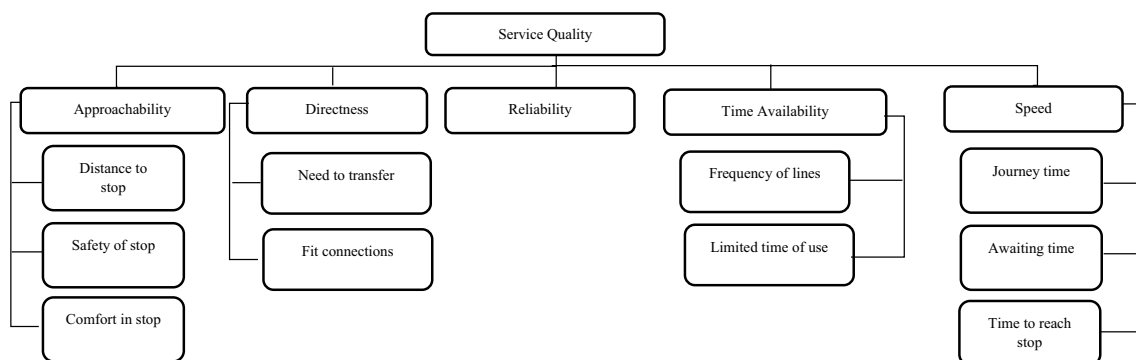 Service Quality
Approachability
Directness
Reliability
Time Availability
Speed
Distance to
stop
Need to transfer
Frequency of lines
Journey time
Safety of stop
Fit connections
Limited time of use
Awaiting time
Comfort in stop
Time to reach
stop